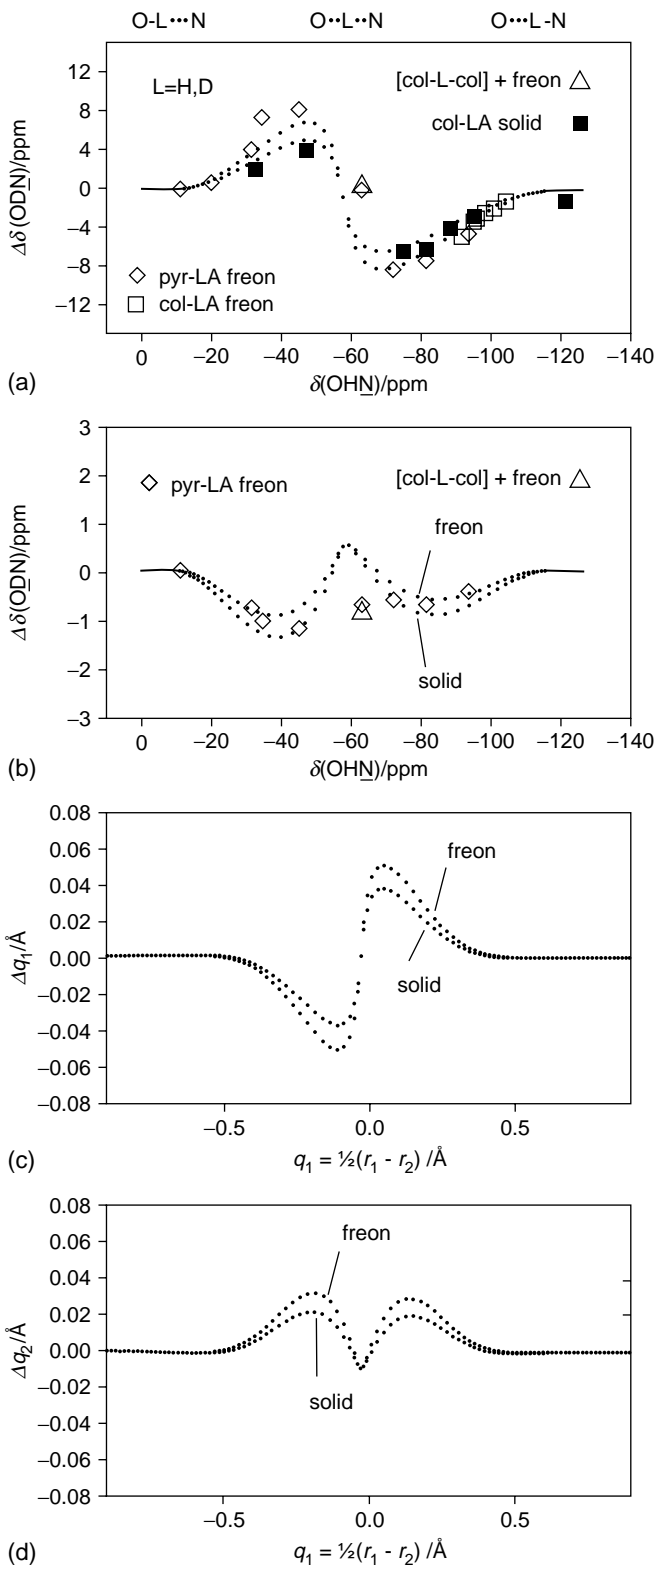 O-L•••N O••L••N O•••L-N
12
8
4
0
−4
−8
−12
Δδ(ODN)/ppm
L=H,D
[col-L-col] + freon △
col-LA solid ■
◇ pyr-LA freon
□ col-LA freon
0 −20 −40 −60 −80 −100 −120 −140
(a)
δ(OHN)/ppm
3
2
1
0
−1
−2
−3
Δδ(ODN)/ppm
◇ pyr-LA freon
[col-L-col] + freon △
freon
solid
0 −20 −40 −60 −80 −100 −120 −140
(b)
δ(OHN)/ppm
0.08
0.06
0.04
0.02
0.00
−0.02
−0.04
−0.06
−0.08
Δq₁/Å
freon
solid
−0.5 0.0 0.5
(c)
q₁ = ½(r₁ - r₂) /Å
0.08
0.06
0.04
0.02
0.00
−0.02
−0.04
−0.06
−0.08
Δq₂/Å
freon
solid
−0.5 0.0 0.5
(d)
q₁ = ½(r₁ - r₂) /Å